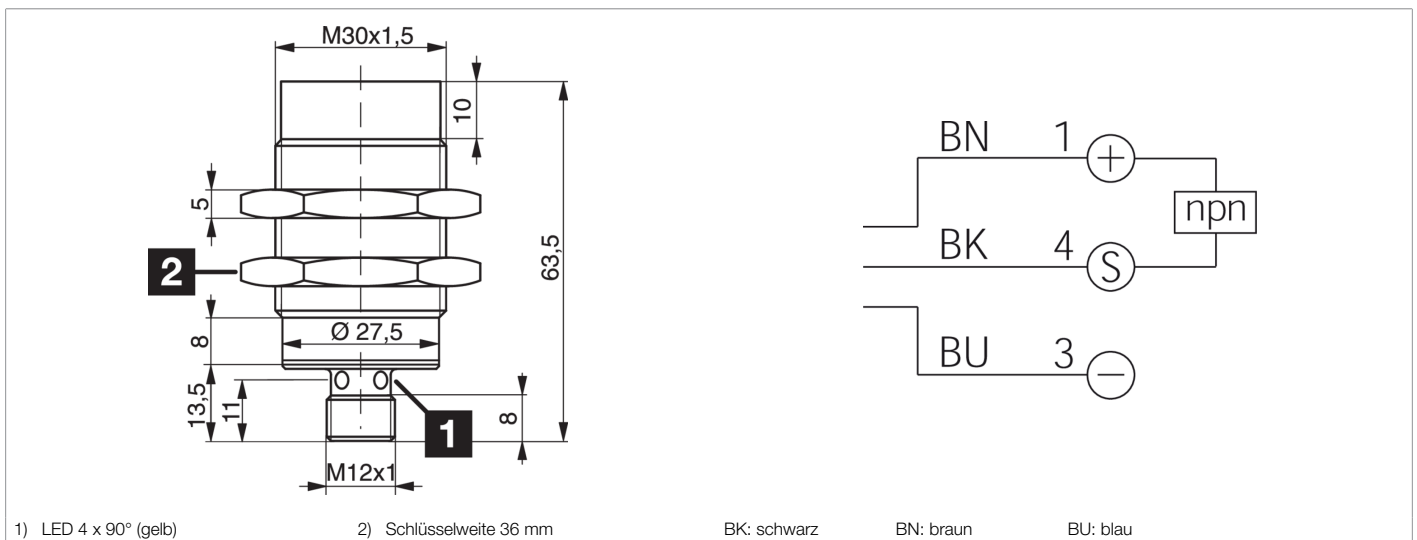 M30x1,5
10
5
63,5
2
8
Ø 27,5
13,5
11
8
1
M12x1
BN 1 +
npn
BK 4 S
BU 3 −
1) LED 4 x 90° (gelb) 2) Schlüsselweite 36 mm BK: schwarz BN: braun BU: blau